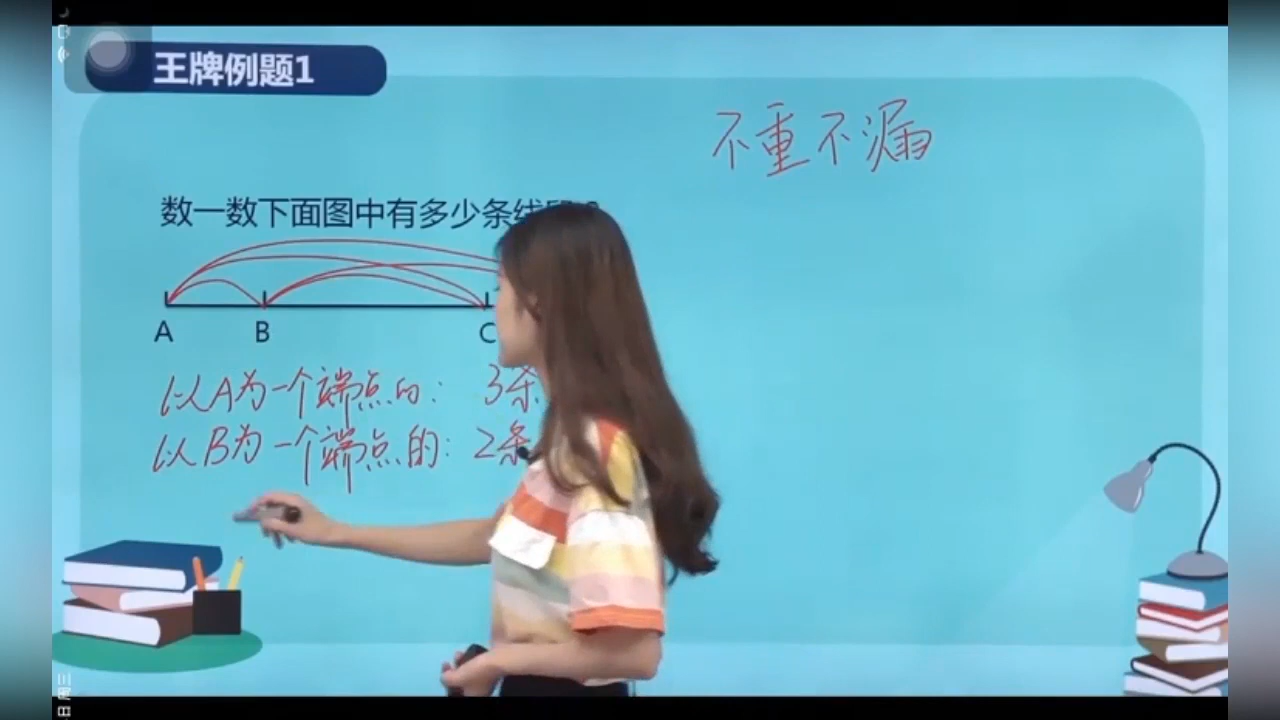 王牌例题1
不重不漏
数一数下面图中有多少条线段?
A B C
以A为一个端点的: 3条
以B为一个端点的: 2条